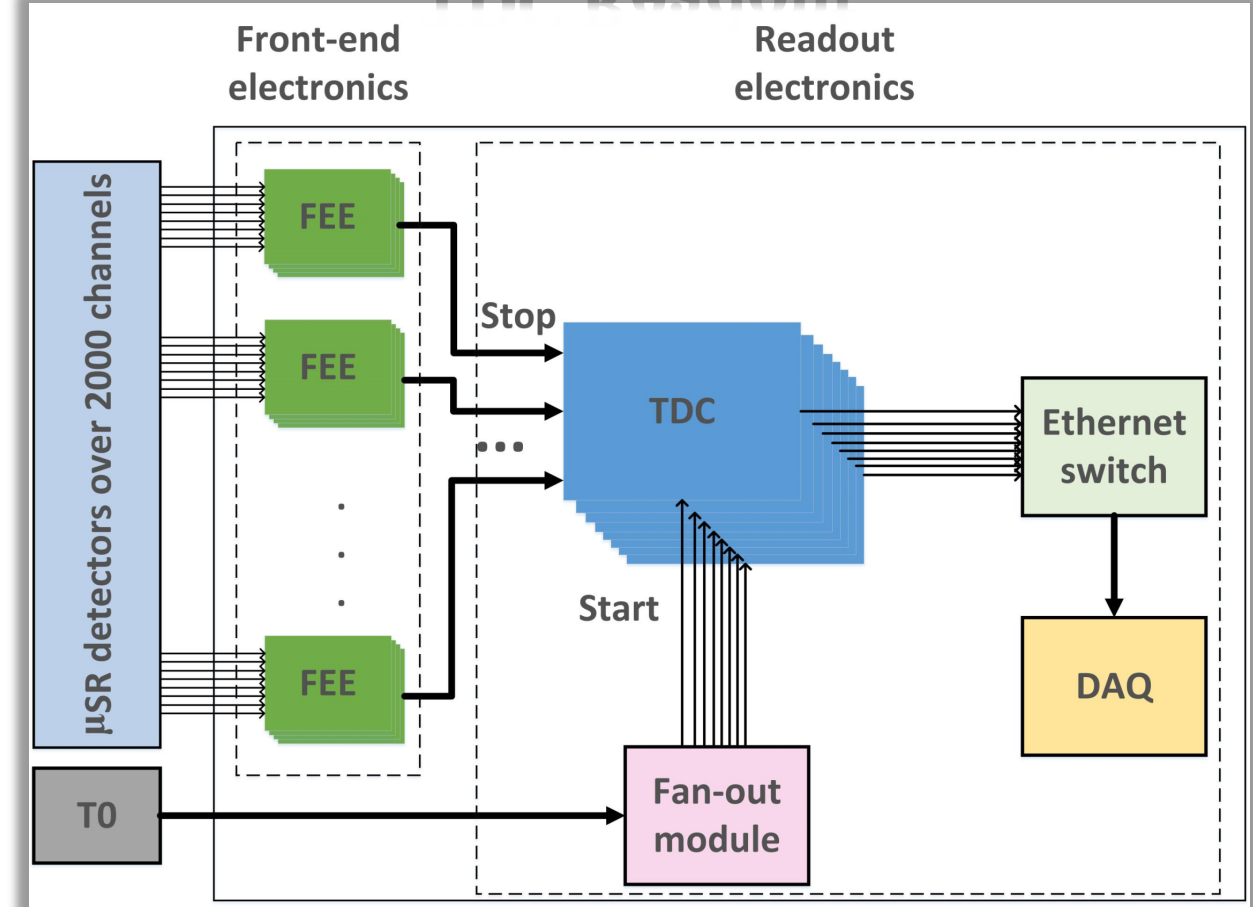 Front-end
electronics
Readout
electronics
μSR detectors over 2000 channels
FEE
FEE
FEE
Stop
...
TDC
Start
Ethernet
switch
DAQ
T0
Fan-out
module